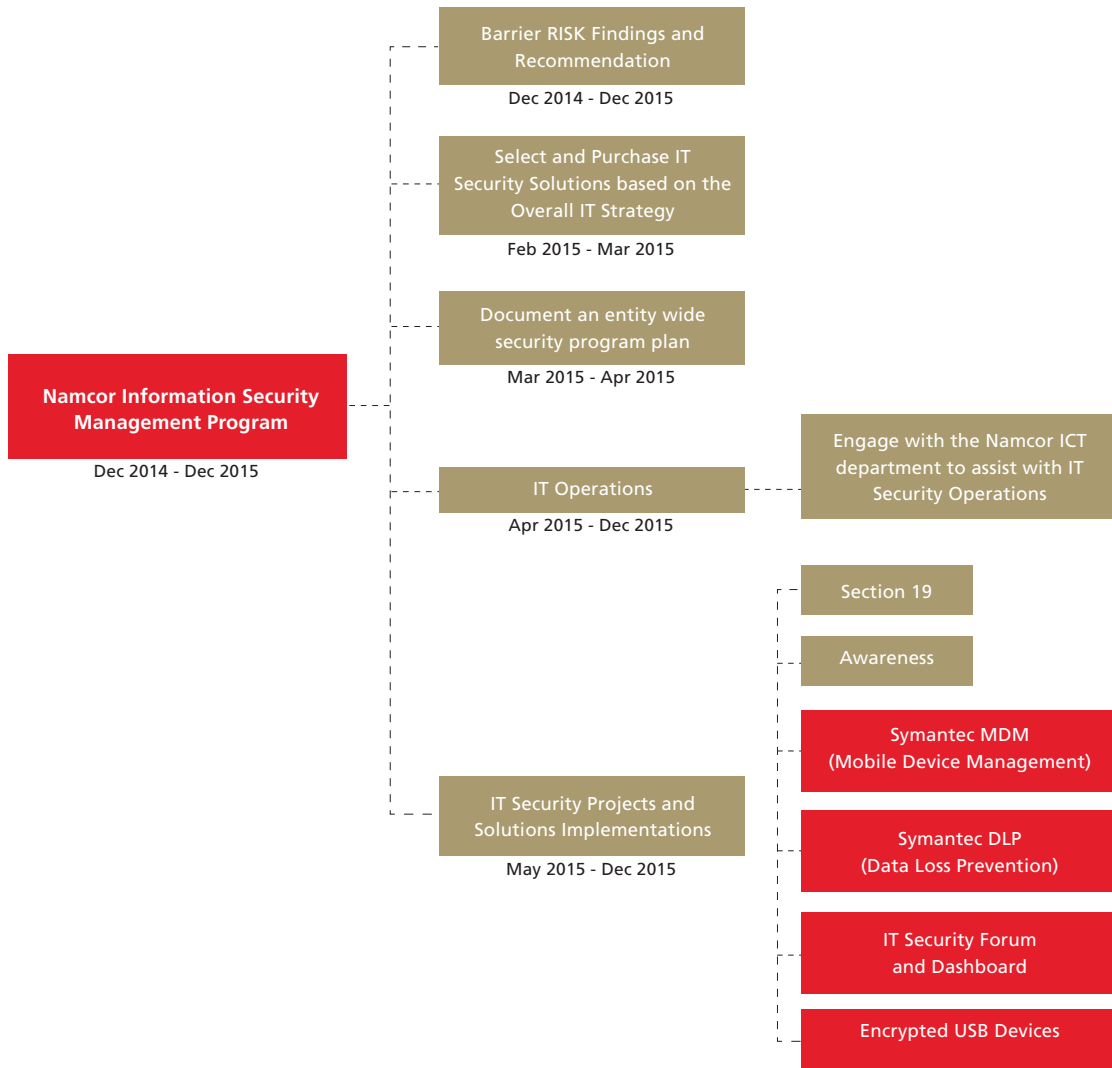 Namcor Information Security
Management Program
Dec 2014 - Dec 2015
Barrier RISK Findings and
Recommendation
Dec 2014 - Dec 2015
Select and Purchase IT
Security Solutions based on the
Overall IT Strategy
Feb 2015 - Mar 2015
Document an entity wide
security program plan
Mar 2015 - Apr 2015
IT Operations
Apr 2015 - Dec 2015
Engage with the Namcor ICT
department to assist with IT
Security Operations
IT Security Projects and
Solutions Implementations
May 2015 - Dec 2015
Section 19
Awareness
Symantec MDM
(Mobile Device Management)
Symantec DLP
(Data Loss Prevention)
IT Security Forum
and Dashboard
Encrypted USB Devices